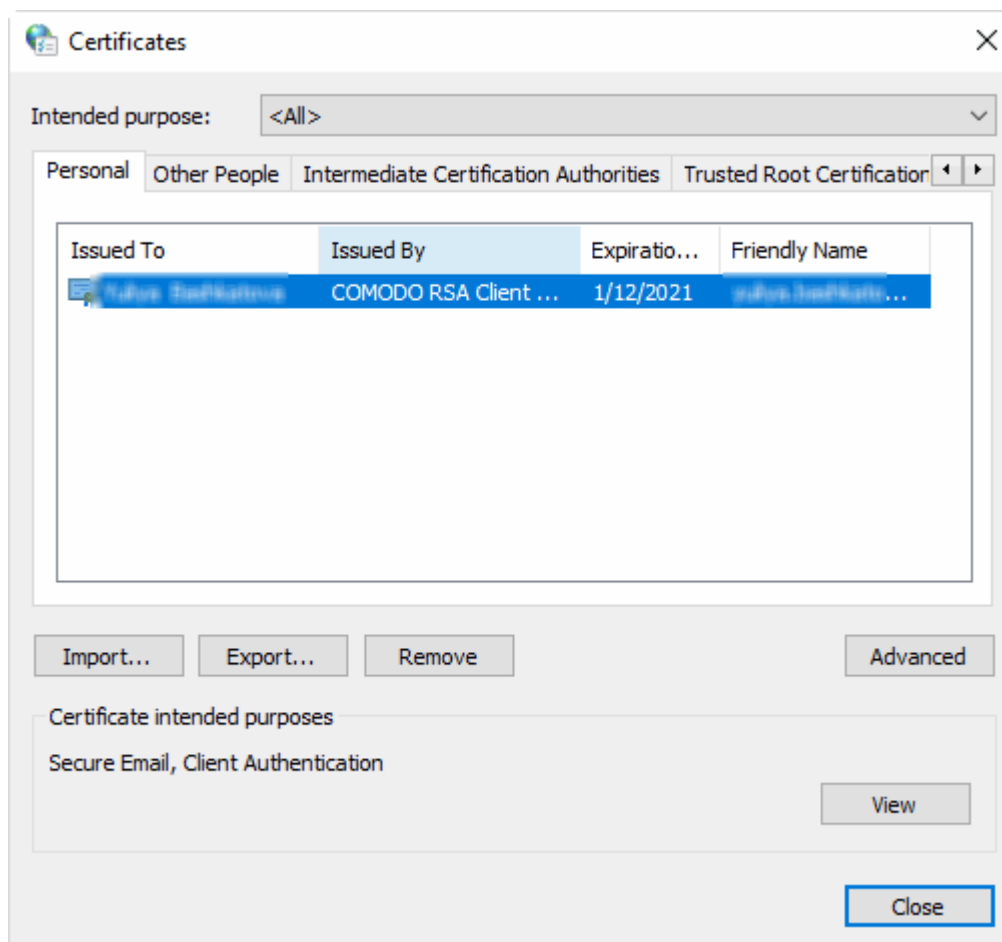 Certificates
Intended purpose: <All>
Personal Other People Intermediate Certification Authorities Trusted Root Certification
Issued To Issued By Expiratio... Friendly Name
COMODO RSA Client ... 1/12/2021 ...
Import... Export... Remove Advanced
Certificate intended purposes
Secure Email, Client Authentication
View
Close